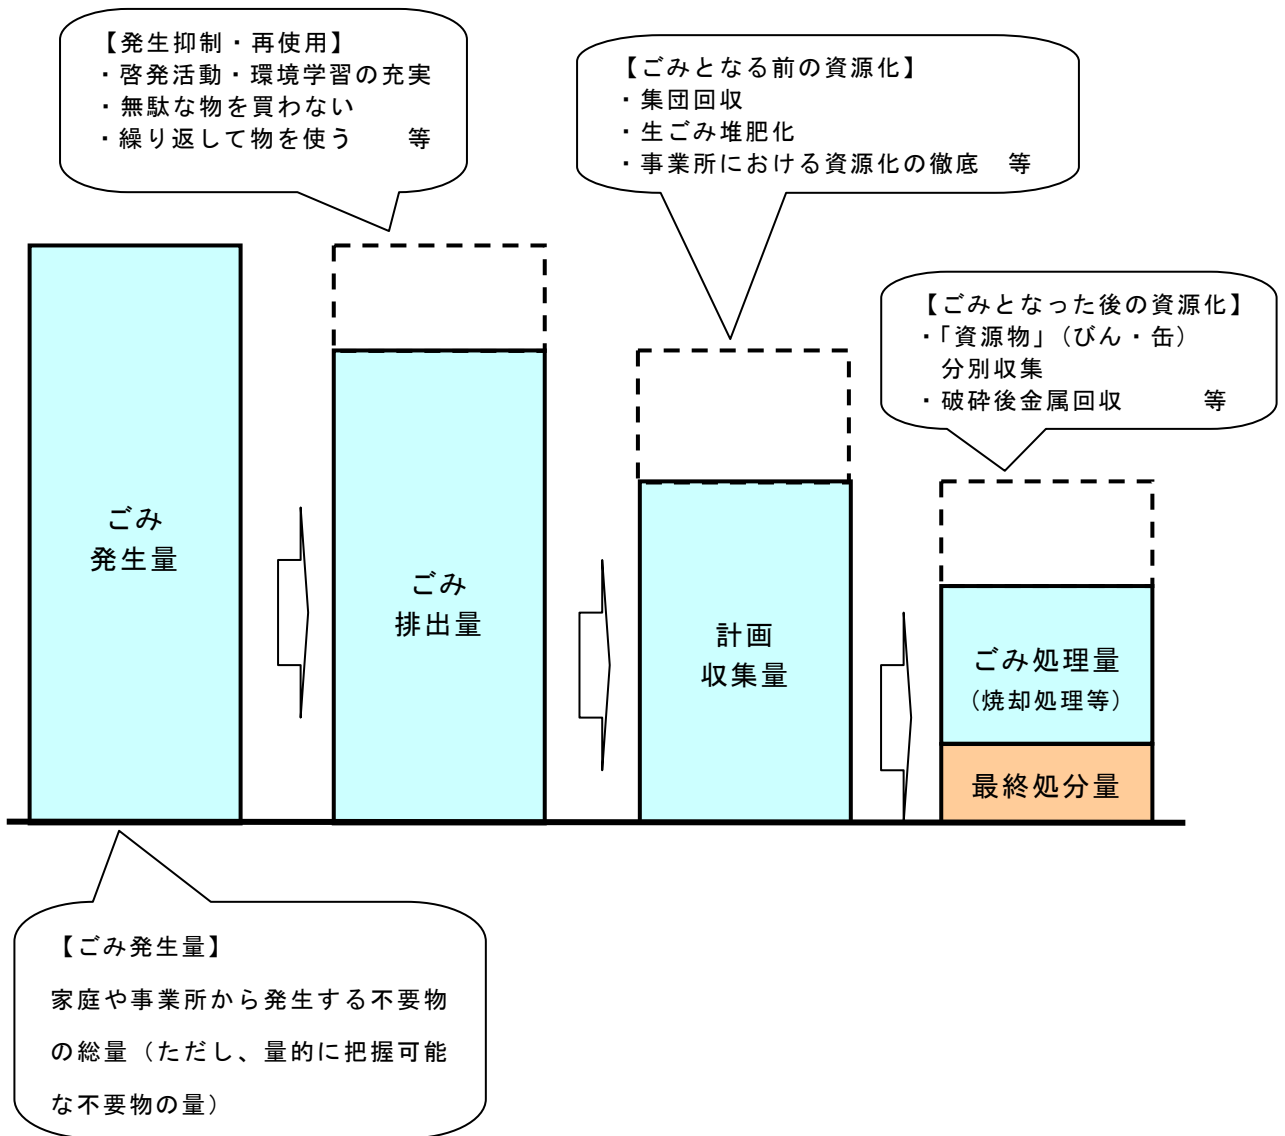 【発生抑制・再使用】
・啓発活動・環境学習の充実
・無駄な物を買わない
・繰り返して物を使う　　等
【ごみとなる前の資源化】
・集団回収
・生ごみ堆肥化
・事業所における資源化の徹底　等
【ごみとなった後の資源化】
・「資源物」（びん・缶）
分別収集
・破砕後金属回収　　　等
ごみ
発生量
ごみ
排出量
計画
収集量
ごみ処理量
（焼却処理等）
最終処分量
【ごみ発生量】
家庭や事業所から発生する不要物
の総量（ただし、量的に把握可能
な不要物の量）